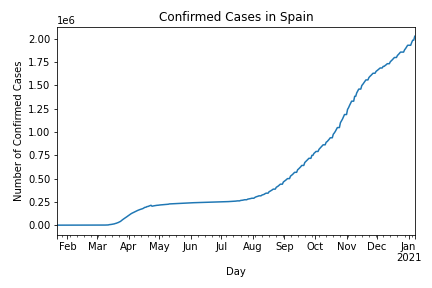 Confirmed Cases in Spain
1e6
2.00
1.75
1.50
1.25
1.00
0.75
0.50
0.25
0.00
Number of Confirmed Cases
Feb Mar Apr May Jun Jul Aug Sep Oct Nov Dec Jan
2021
Day